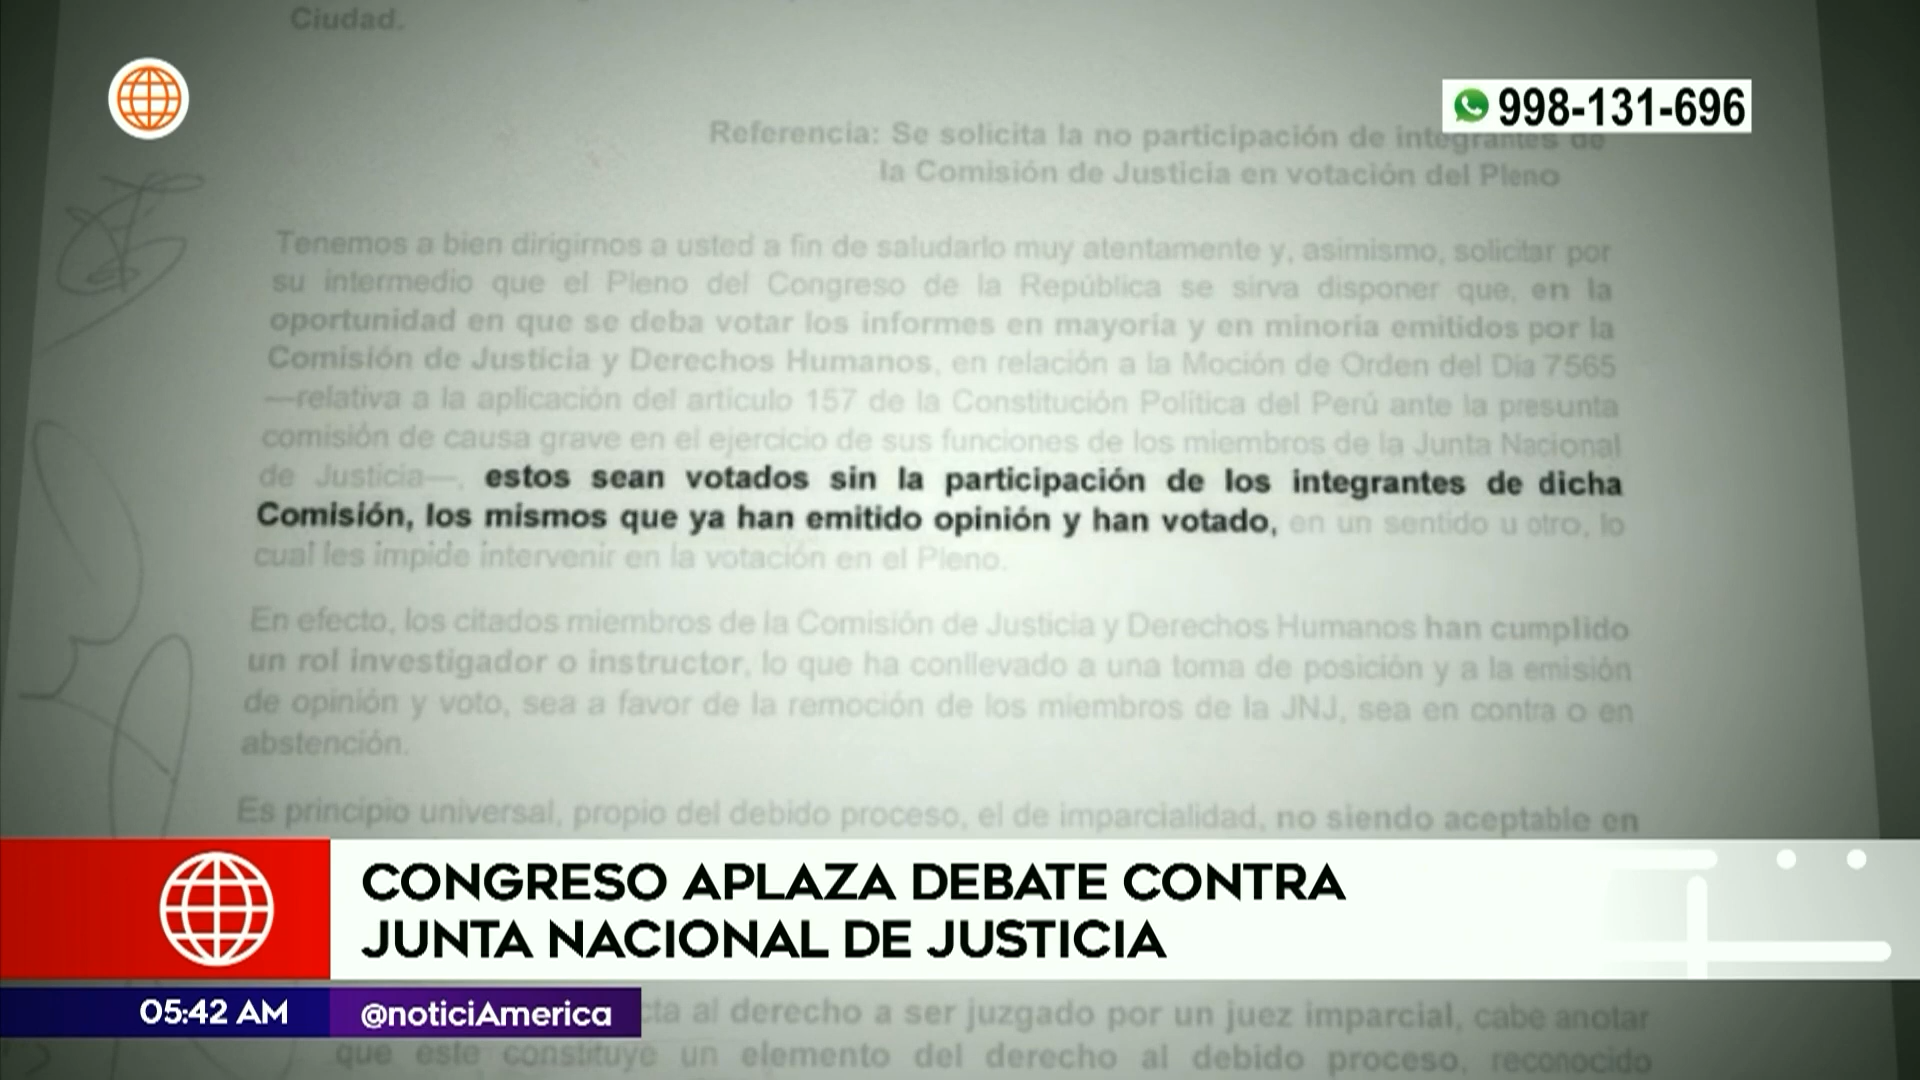 Ciudad.
998-131-696
Referencia: Se solicita la no participación de integrantes de
la Comisión de Justicia en votación del Pleno
Tenemos a bien dirigirnos a usted a fin de saludarlo muy atentamente y, asimismo, solicitar por
su intermedio que el Pleno del Congreso de la República se sirva disponer que, en la
oportunidad en que se deba votar los informes en mayoría y en minoría emitidos por la
Comisión de Justicia y Derechos Humanos, en relación a la Moción de Orden del Día 7565
—relativa a la aplicación del artículo 157 de la Constitución Política del Perú ante la presunta
comisión de causa grave en el ejercicio de sus funciones de los miembros de la Junta Nacional
de Justicia—, estos sean votados sin la participación de los integrantes de dicha
Comisión, los mismos que ya han emitido opinión y han votado, en un sentido u otro, lo
cual les impide intervenir en la votación en el Pleno.
En efecto, los citados miembros de la Comisión de Justicia y Derechos Humanos han cumplido
un rol investigador o instructor, lo que ha conllevado a una toma de posición y a la emisión
de opinión y voto, sea a favor de la remoción de los miembros de la JNJ, sea en contra o en
abstención.
Es principio universal, propio del debido proceso, el de imparcialidad, no siendo aceptable en
CONGRESO APLAZA DEBATE CONTRA
JUNTA NACIONAL DE JUSTICIA
05:42 AM @noticiAmerica
al derecho a ser juzgado por un juez imparcial, cabe anotar
que este constituye un elemento del derecho al debido proceso, reconocido